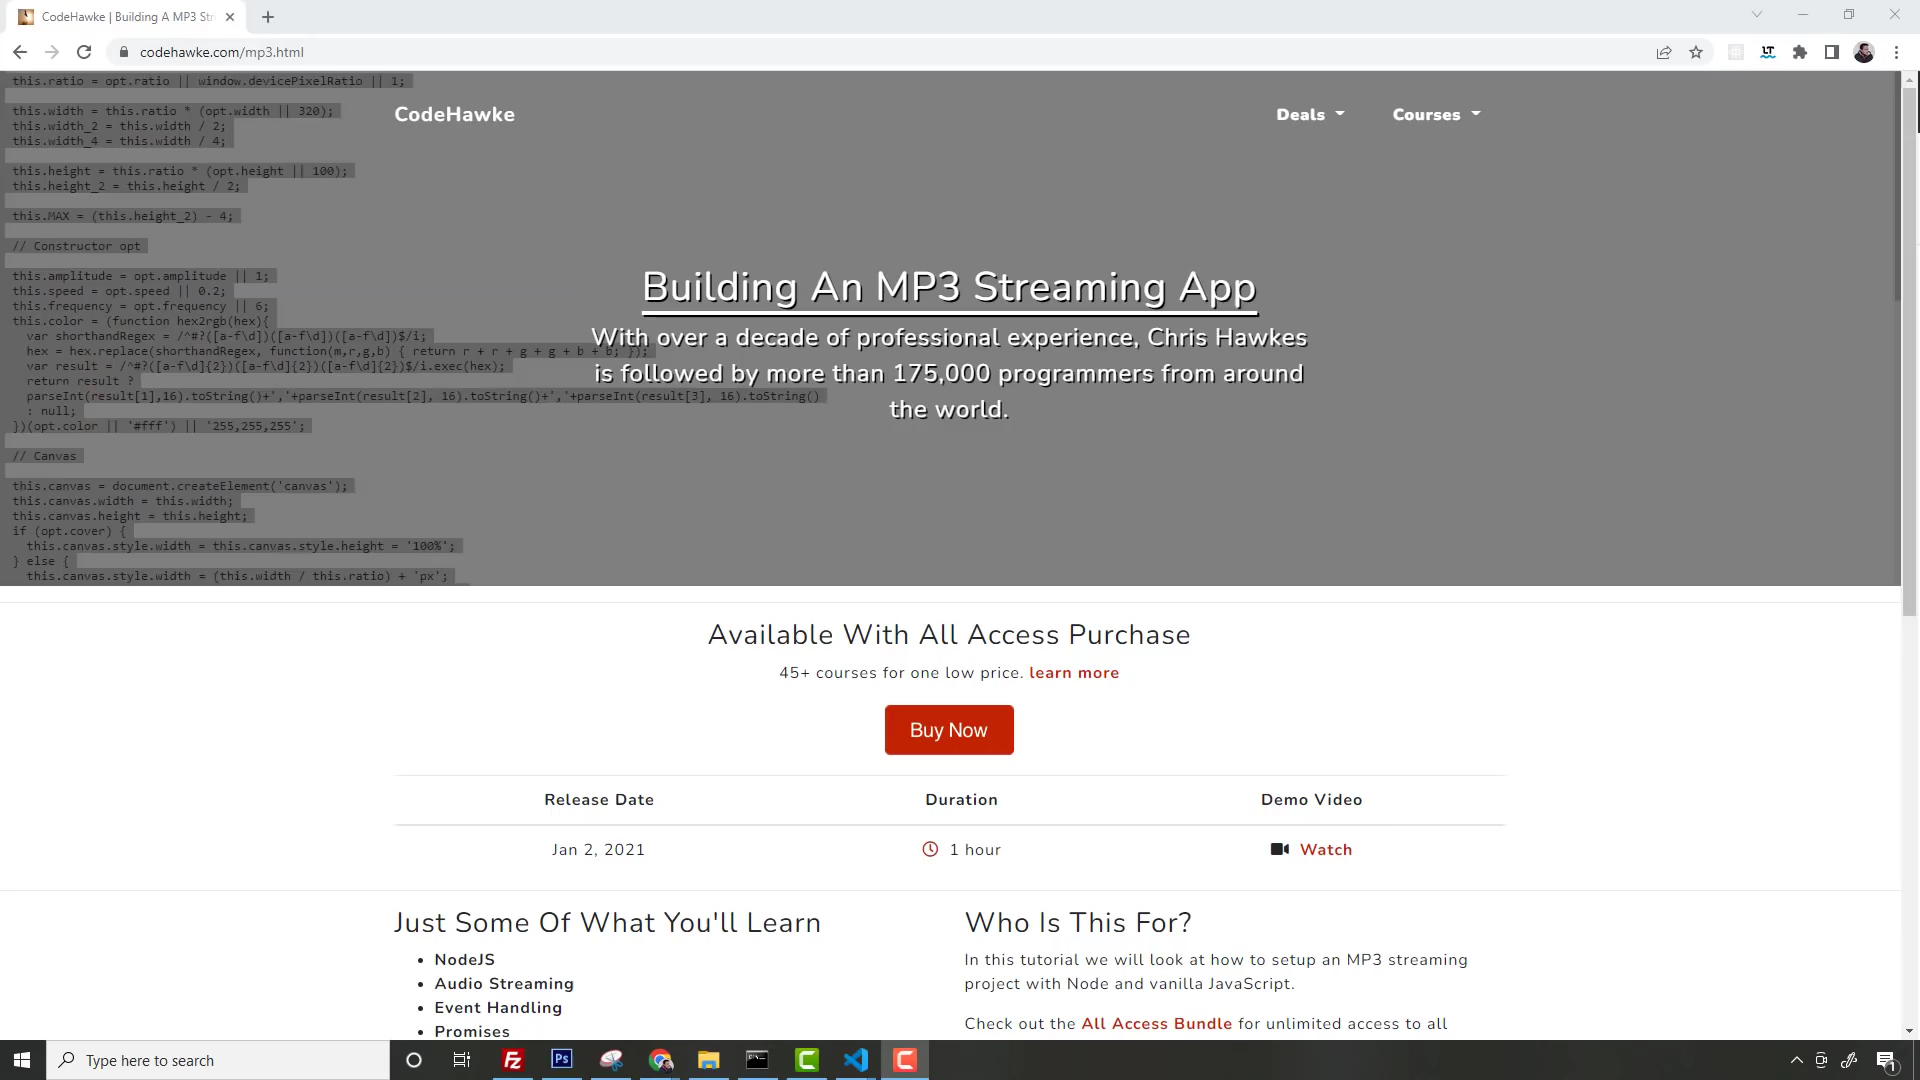 CodeHawke | Building A MP3 Str
codehawke.com/mp3.html
this.ratio = opt.ratio || window.devicePixelRatio || 1;
this.width = this.ratio * (opt.width || 320);
this.width_2 = this.width / 2;
this.width_4 = this.width / 4;
this.height = this.ratio * (opt.height || 100);
this.height_2 = this.height / 2;
this.MAX = (this.height_2) - 4;
// Constructor opt
this.amplitude = opt.amplitude || 1;
this.speed = opt.speed || 0.2;
this.frequency = opt.frequency || 6;
this.color = (function hex2rgb(hex){
var shorthandRegex = /^#?([a-f\d])([a-f\d])([a-f\d])$/i;
hex = hex.replace(shorthandRegex, function(m,r,g,b) { return r + r + g + g + b + b; });
var result = /^#?([a-f\d]{2})([a-f\d]{2})([a-f\d]{2})$/i.exec(hex);
return result ?
parseInt(result[1],16).toString()+','+parseInt(result[2], 16).toString()+','+parseInt(result[3], 16).toString()
: null;
})(opt.color || '#fff') || '255,255,255';
// Canvas
this.canvas = document.createElement('canvas');
this.canvas.width = this.width;
this.canvas.height = this.height;
if (opt.cover) {
this.canvas.style.width = this.canvas.style.height = '100%';
} else {
this.canvas.style.width = (this.width / this.ratio) + 'px';
CodeHawke
Deals
Courses
Building An MP3 Streaming App
With over a decade of professional experience, Chris Hawkes
is followed by more than 175,000 programmers from around
the world.
Available With All Access Purchase
45+ courses for one low price. learn more
Buy Now
Release Date
Duration
Demo Video
Jan 2, 2021
1 hour
Watch
Just Some Of What You'll Learn
• NodeJS
• Audio Streaming
• Event Handling
• Promises
Who Is This For?
In this tutorial we will look at how to setup an MP3 streaming
project with Node and vanilla JavaScript.
Check out the All Access Bundle for unlimited access to all
Type here to search